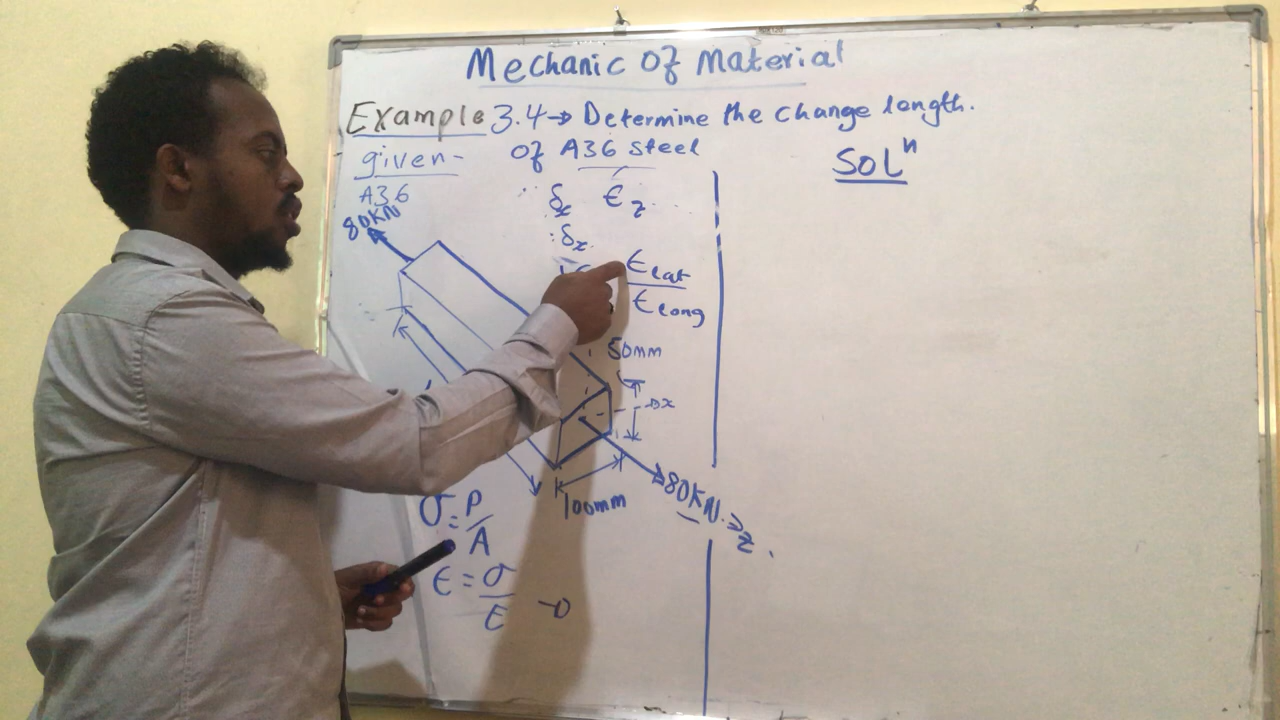 Mechanic Of Material
Example 3.4→ Determine the change length.
given- Of A36 Steel
SoLⁿ
A36
δx ϵz
80KN
δz
ϵlat
ϵlong
50mm
x
100mm
80KN → z
σ = P/A
ϵ = σ/E